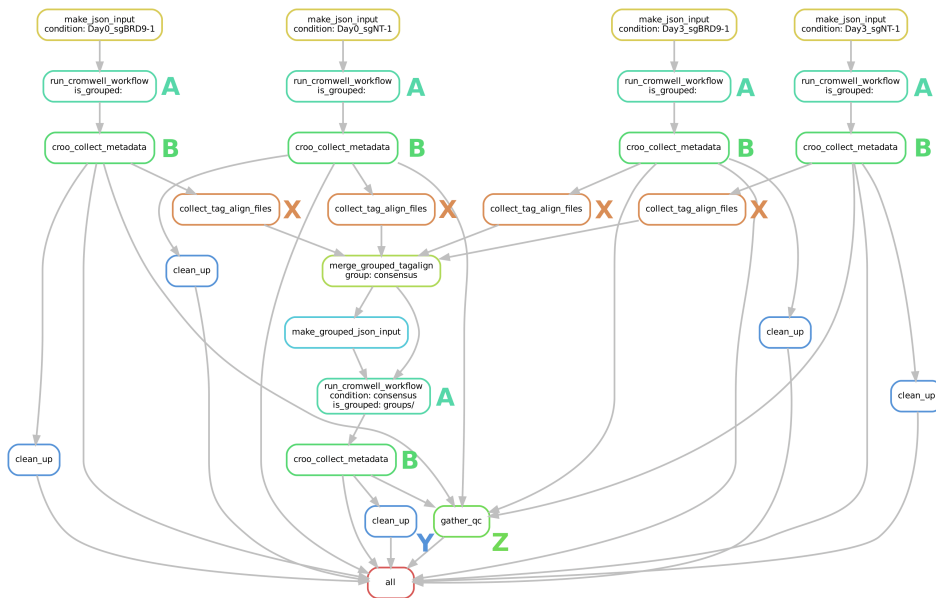 make_json_input
condition: Day0_sgBRD9-1
make_json_input
condition: Day0_sgNT-1
make_json_input
condition: Day3_sgBRD9-1
make_json_input
condition: Day3_sgNT-1
run_cromwell_workflow
is_grouped:
A
run_cromwell_workflow
is_grouped:
A
run_cromwell_workflow
is_grouped:
A
run_cromwell_workflow
is_grouped:
A
croo_collect_metadata
B
croo_collect_metadata
B
croo_collect_metadata
B
croo_collect_metadata
B
collect_tag_align_files
X
collect_tag_align_files
X
collect_tag_align_files
X
collect_tag_align_files
X
clean_up
merge_grouped_tagalign
group: consensus
make_grouped_json_input
clean_up
run_cromwell_workflow
condition: consensus
is_grouped: groups/
A
clean_up
clean_up
croo_collect_metadata
B
clean_up
Y
gather_qc
Z
all